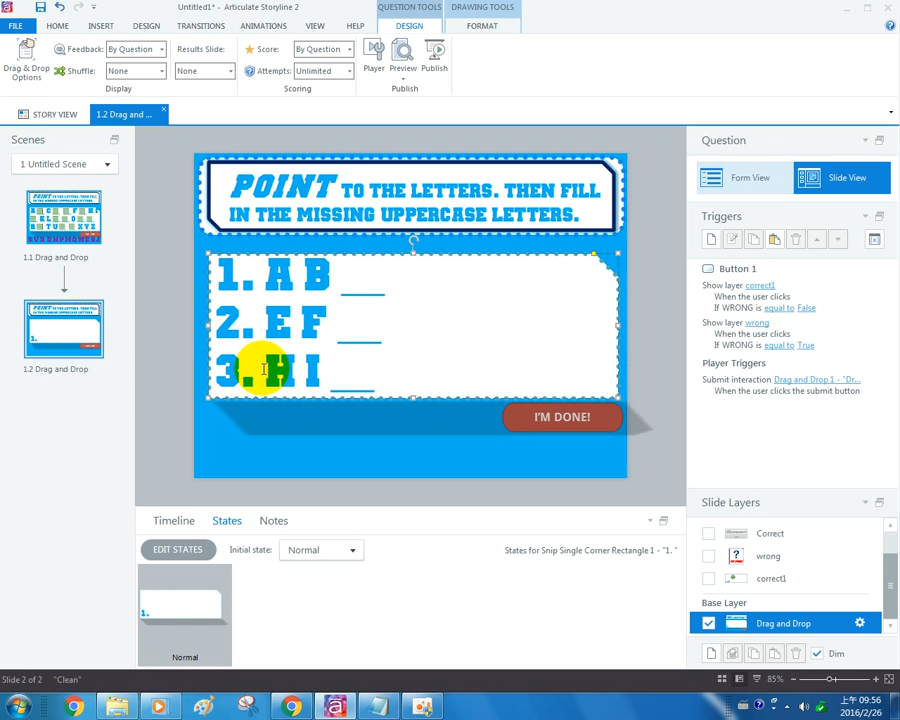 Untitled1* - Articulate Storyline 2
QUESTION TOOLS
DRAWING TOOLS
FILE
HOME
INSERT
DESIGN
TRANSITIONS
ANIMATIONS
VIEW
HELP
DESIGN
FORMAT
Drag & Drop
Options
Feedback: By Question
Shuffle: None
Display
Results Slide:
None
Score: By Question
Attempts: Unlimited
Scoring
Player
Preview
Publish
Publish
STORY VIEW
1.2 Drag and ...
Scenes
1 Untitled Scene
1.1 Drag and Drop
1.
1.2 Drag and Drop
POINT TO THE LETTERS. THEN FILL
IN THE MISSING UPPERCASE LETTERS.
1. A B ___
2. E F ___
3. H I ___
I'M DONE!
Timeline
States
Notes
EDIT STATES
Initial state: Normal
States for Snip Single Corner Rectangle 1 - "1. "
1.
Normal
Question
Form View
Slide View
Triggers
Button 1
Show layer correct1
When the user clicks
If WRONG is equal to False
Show layer wrong
When the user clicks
If WRONG is equal to True
Player Triggers
Submit interaction Drag and Drop 1 - "Dr...
When the user clicks the submit button
Slide Layers
Correct
wrong
correct1
Base Layer
Drag and Drop
Dim
Slide 2 of 2
"Clean"
85%
上午 09:56
2016/2/26